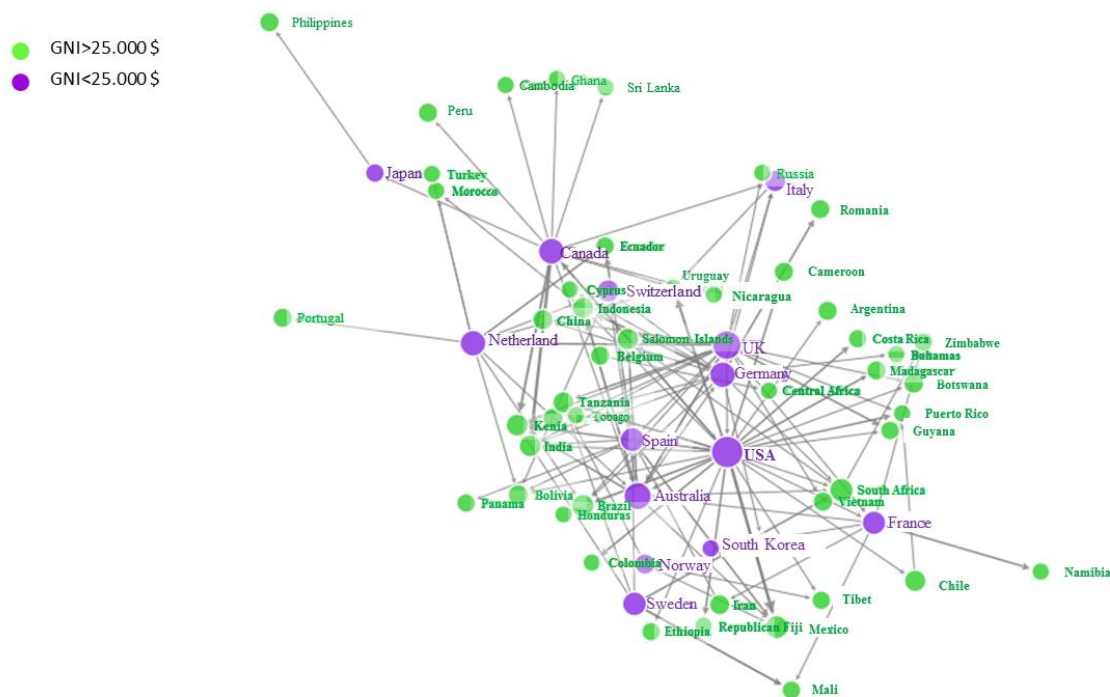 Philippines
GNI>25.000 $
GNI<25.000 $
Cambodia
Ghana
Sri Lanka
Peru
Japan
Turkey
Morocco
Russia
Italy
Romania
Canada
Ecuador
Cameroon
Uruguay
Cyprus
Switzerland
Nicaragua
Indonesia
Argentina
Portugal
China
Netherland
Salomon Islands
UK
Costa Rica
Zimbabwe
Belgium
Bahamas
Germany
Madagascar
Central Africa
Botswana
Tanzania
Tobago
Puerto Rico
Kenia
Guyana
India
Spain
USA
Panama
Bolivia
Australia
South Africa
Brazil
Vietnam
Honduras
France
South Korea
Colombia
Norway
Namibia
Chile
Sweden
Iran
Tibet
Ethiopia
Republican Fiji
Mexico
Mali